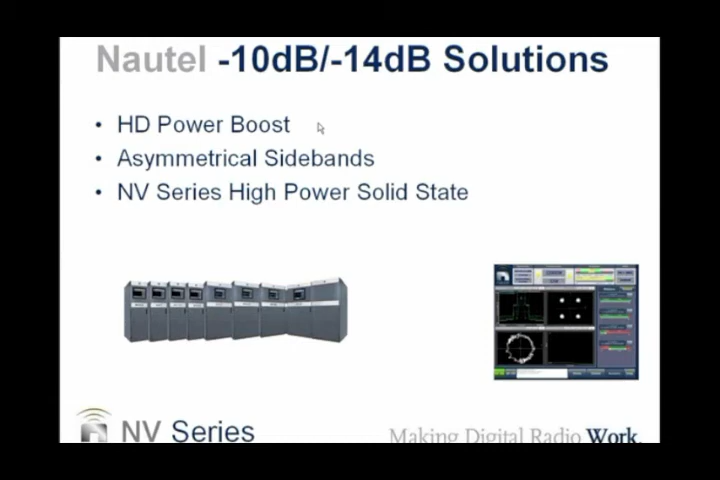 Nautel -10dB/-14dB Solutions
• HD Power Boost
• Asymmetrical Sidebands
• NV Series High Power Solid State
NV Series
Making Digital Radio Work.